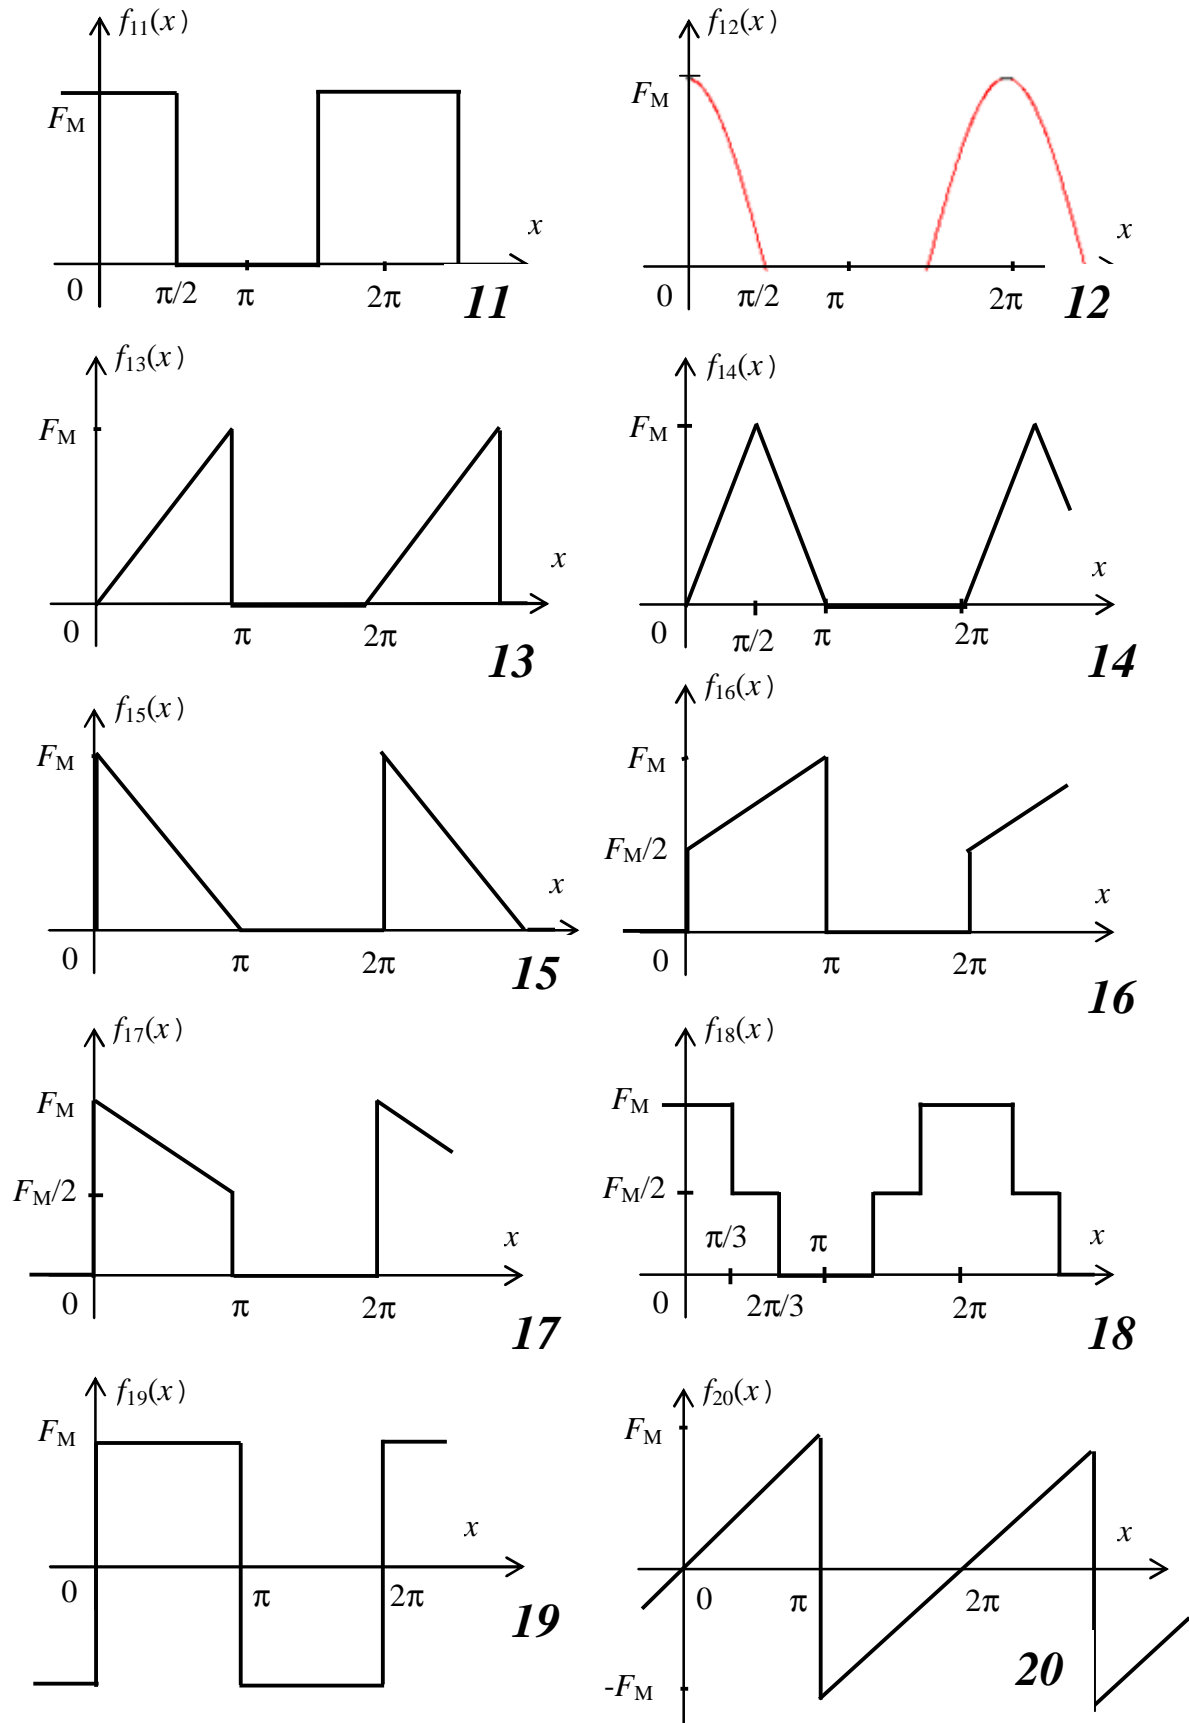 f11(x)
FM
x
0 π/2 π 2π 11
f12(x)
FM
x
0 π/2 π 2π 12
f13(x)
FM
x
0 π 2π 13
f14(x)
FM
x
0 π/2 π 2π 14
f15(x)
FM
x
0 π 2π 15
f16(x)
FM
FM/2
x
0 π 2π 16
f17(x)
FM
FM/2
x
0 π 2π 17
f18(x)
FM
FM/2
π/3 π x
0 2π/3 2π 18
f19(x)
FM
x
0 π 2π 19
f20(x)
FM
x
0 π 2π
-FM 20